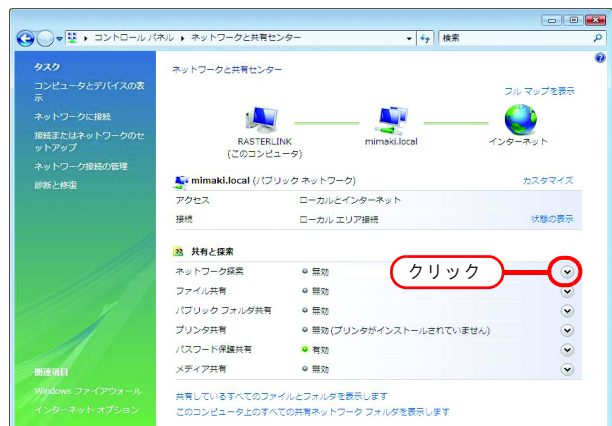 コントロール パネル ▸ ネットワークと共有センター
検索
タスク
コンピュータとデバイスの表
示
ネットワークに接続
接続またはネットワークのセ
ットアップ
ネットワーク接続の管理
診断と修復
関連項目
Windows ファイアウォール
インターネット オプション
ネットワークと共有センター
フル マップを表示
RASTERLINK
(このコンピュータ)
mimaki.local
インターネット
mimaki.local (パブリック ネットワーク)
カスタマイズ
アクセス ローカルとインターネット
接続 ローカル エリア接続 状態の表示
共有と探索
ネットワーク探索 無効
クリック
ファイル共有 無効
パブリック フォルダ共有 無効
プリンタ共有 無効 (プリンタがインストールされていません)
パスワード保護共有 有効
メディア共有 無効
共有しているすべてのファイルとフォルダを表示します
このコンピュータ上のすべての共有ネットワーク フォルダを表示します